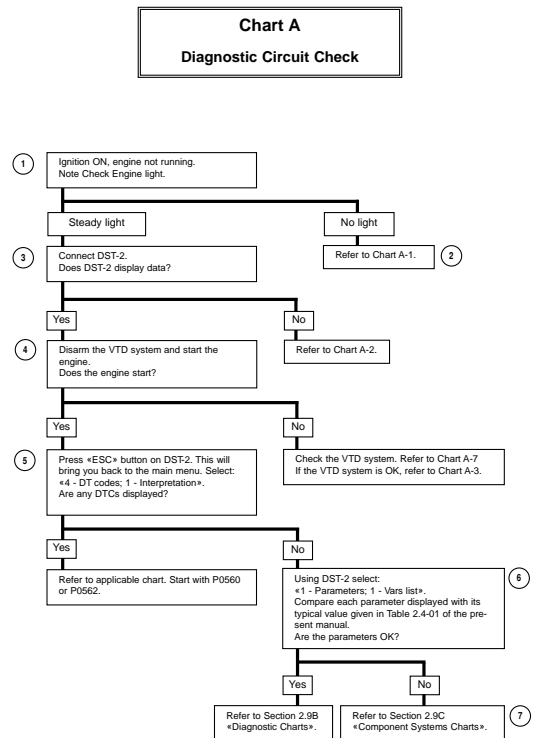 Chart A
Diagnostic Circuit Check
1
Ignition ON, engine not running.
Note Check Engine light.
Steady light
No light
3
Connect DST-2.
Does DST-2 display data?
Refer to Chart A-1.
2
Yes
No
4
Disarm the VTD system and start the
engine.
Does the engine start?
Refer to Chart A-2.
Yes
No
5
Press «ESC» button on DST-2. This will
bring you back to the main menu. Select:
«4 - DT codes; 1 - Interpretation».
Are any DTCs displayed?
Check the VTD system. Refer to Chart A-7
If the VTD system is OK, refer to Chart A-3.
Yes
No
Refer to applicable chart. Start with P0560
or P0562.
Using DST-2 select:
«1 - Parameters; 1 - Vars list».
Compare each parameter displayed with its
typical value given in Table 2.4-01 of the pre-
sent manual.
Are the parameters OK?
6
Yes
No
Refer to Section 2.9B
«Diagnostic Charts».
Refer to Section 2.9C
«Component Systems Charts».
7